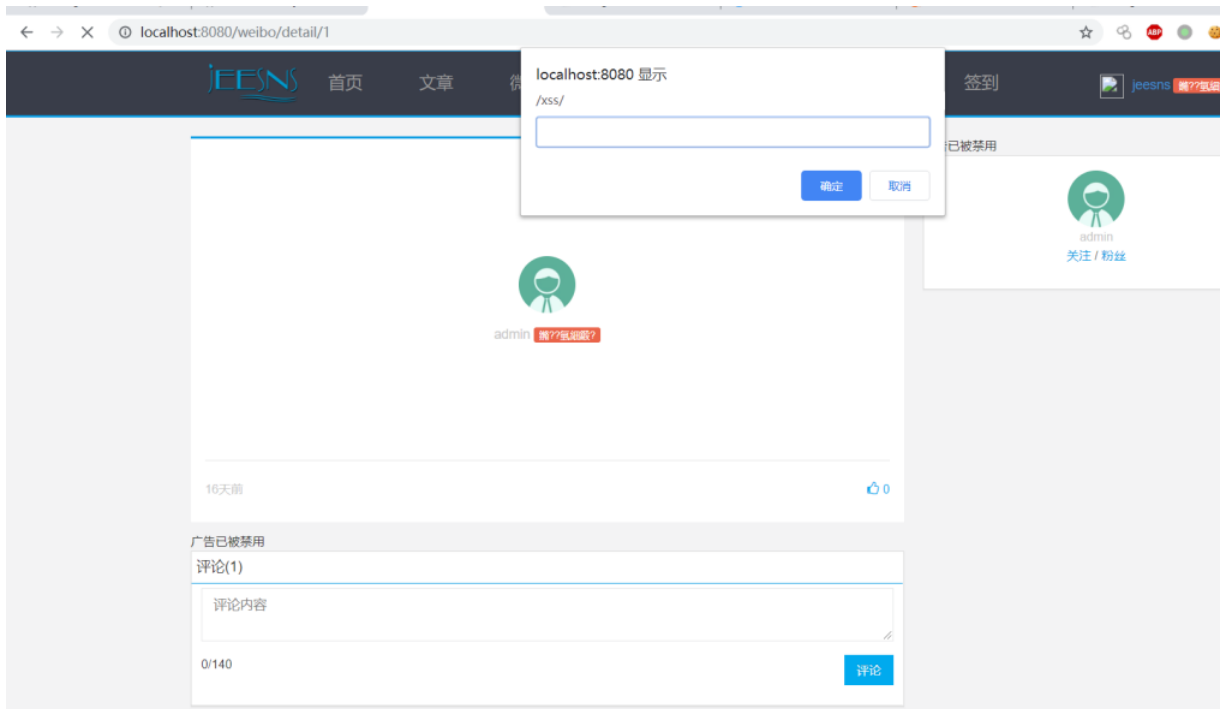 localhost:8080/weibo/detail/1
ABP
localhost:8080 显示
/xss/
确定
取消
JEESNS
首页
文章
微
签到
jeesns
已被禁用
admin
关注 / 粉丝
admin
16天前
0
广告已被禁用
评论(1)
评论内容
0/140
评论